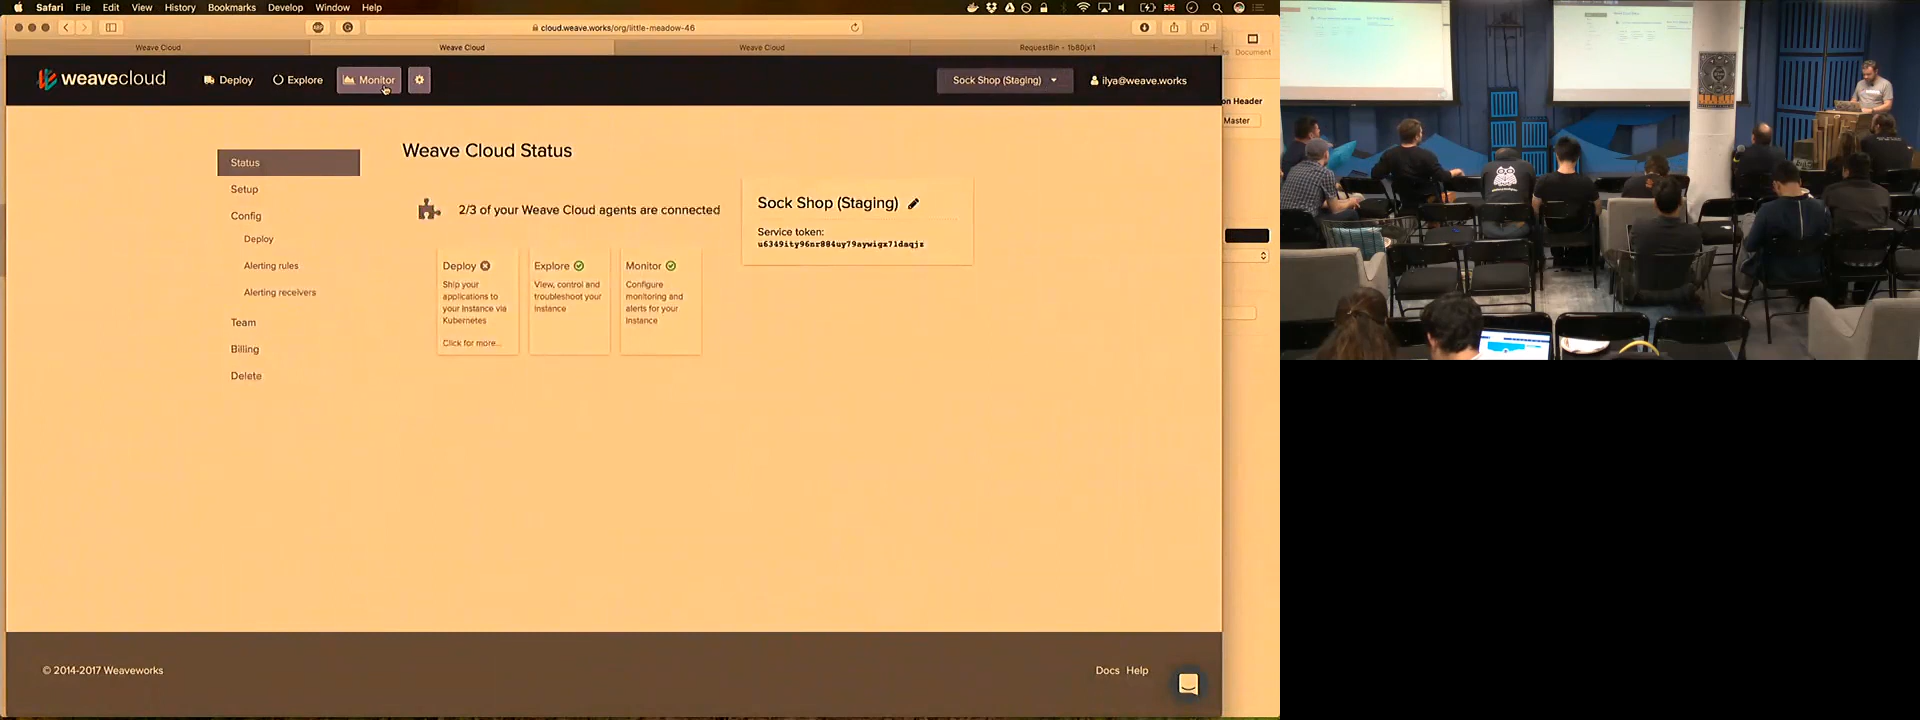 Safari File Edit View History Bookmarks Develop Window Help
cloud.weave.works/org/little-meadow-46
Weave Cloud
Weave Cloud
Weave Cloud
RequestBin - 1b80jxl1
weavecloud
Deploy
Explore
Monitor
Sock Shop (Staging)
ilya@weave.works
Status
Setup
Config
Deploy
Alerting rules
Alerting receivers
Team
Billing
Delete
Weave Cloud Status
2/3 of your Weave Cloud agents are connected
Deploy
Ship your
applications to
your instance via
Kubernetes
Click for more...
Explore
View, control and
troubleshoot your
instance
Monitor
Configure
monitoring and
alerts for your
instance
Sock Shop (Staging)
Service token:
© 2014-2017 Weaveworks
Docs Help
Document
on Header
Master